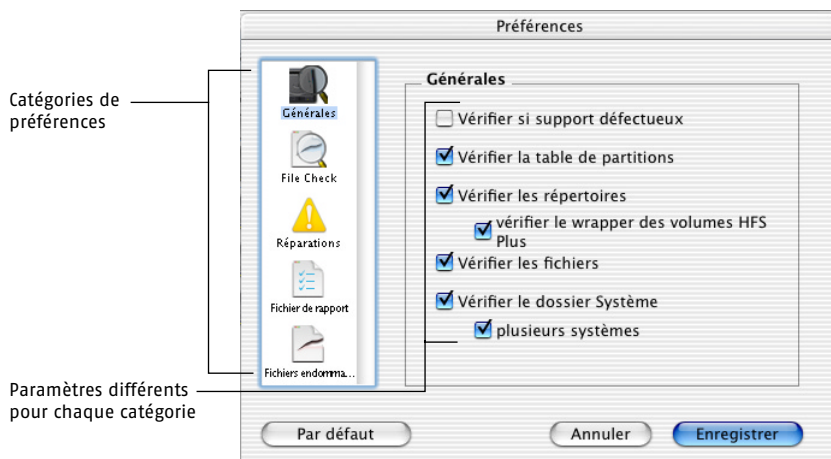 Préférences
Catégories de
préférences
Générales
File Check
Réparations
Fichier de rapport
Fichiers endomma...
Générales
Vérifier si support défectueux
Vérifier la table de partitions
Vérifier les répertoires
vérifier le wrapper des volumes HFS
Plus
Vérifier les fichiers
Vérifier le dossier Système
plusieurs systèmes
Paramètres différents
pour chaque catégorie
Par défaut
Annuler
Enregistrer